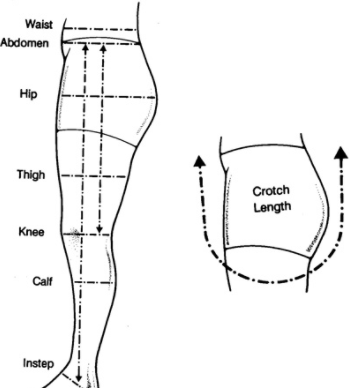 Waist
Abdomen
Hip
Thigh
Knee
Calf
Instep
Crotch
Length